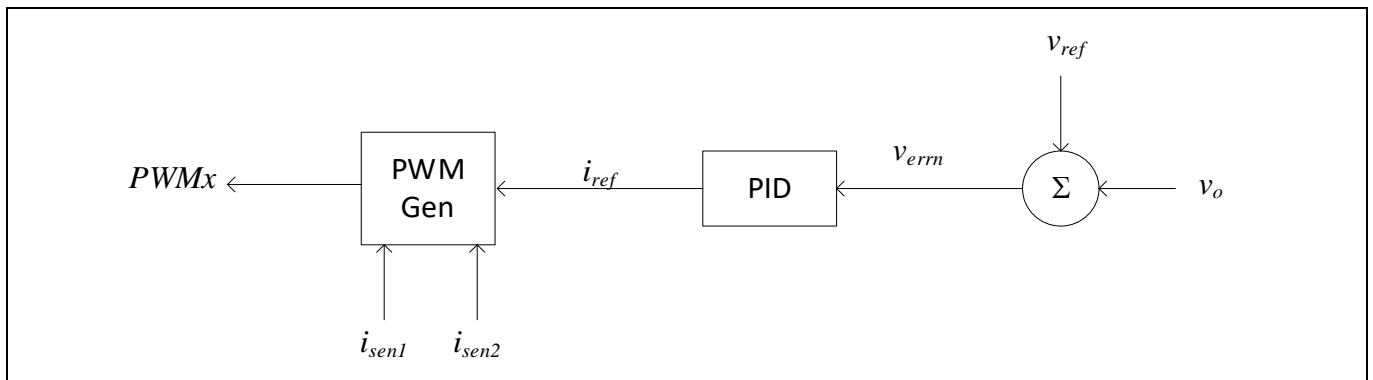 v_ref
PWMx
PWM
Gen
i_ref
PID
v_errn
Σ
v_o
i_sen1
i_sen2